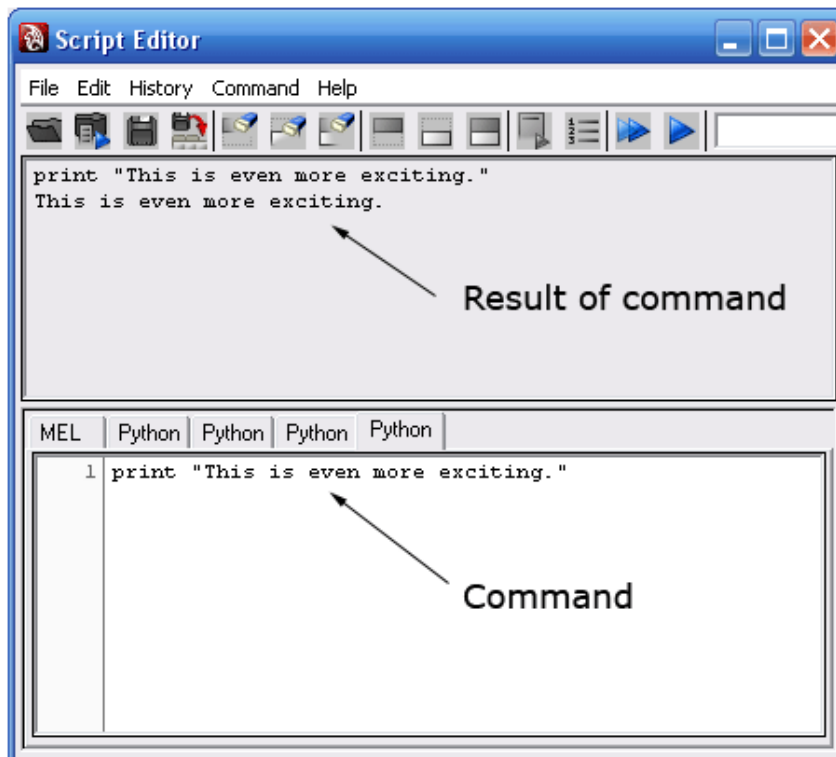 Script Editor
File Edit History Command Help
print "This is even more exciting."
This is even more exciting.
Result of command
MEL Python Python Python Python
1 print "This is even more exciting."
Command